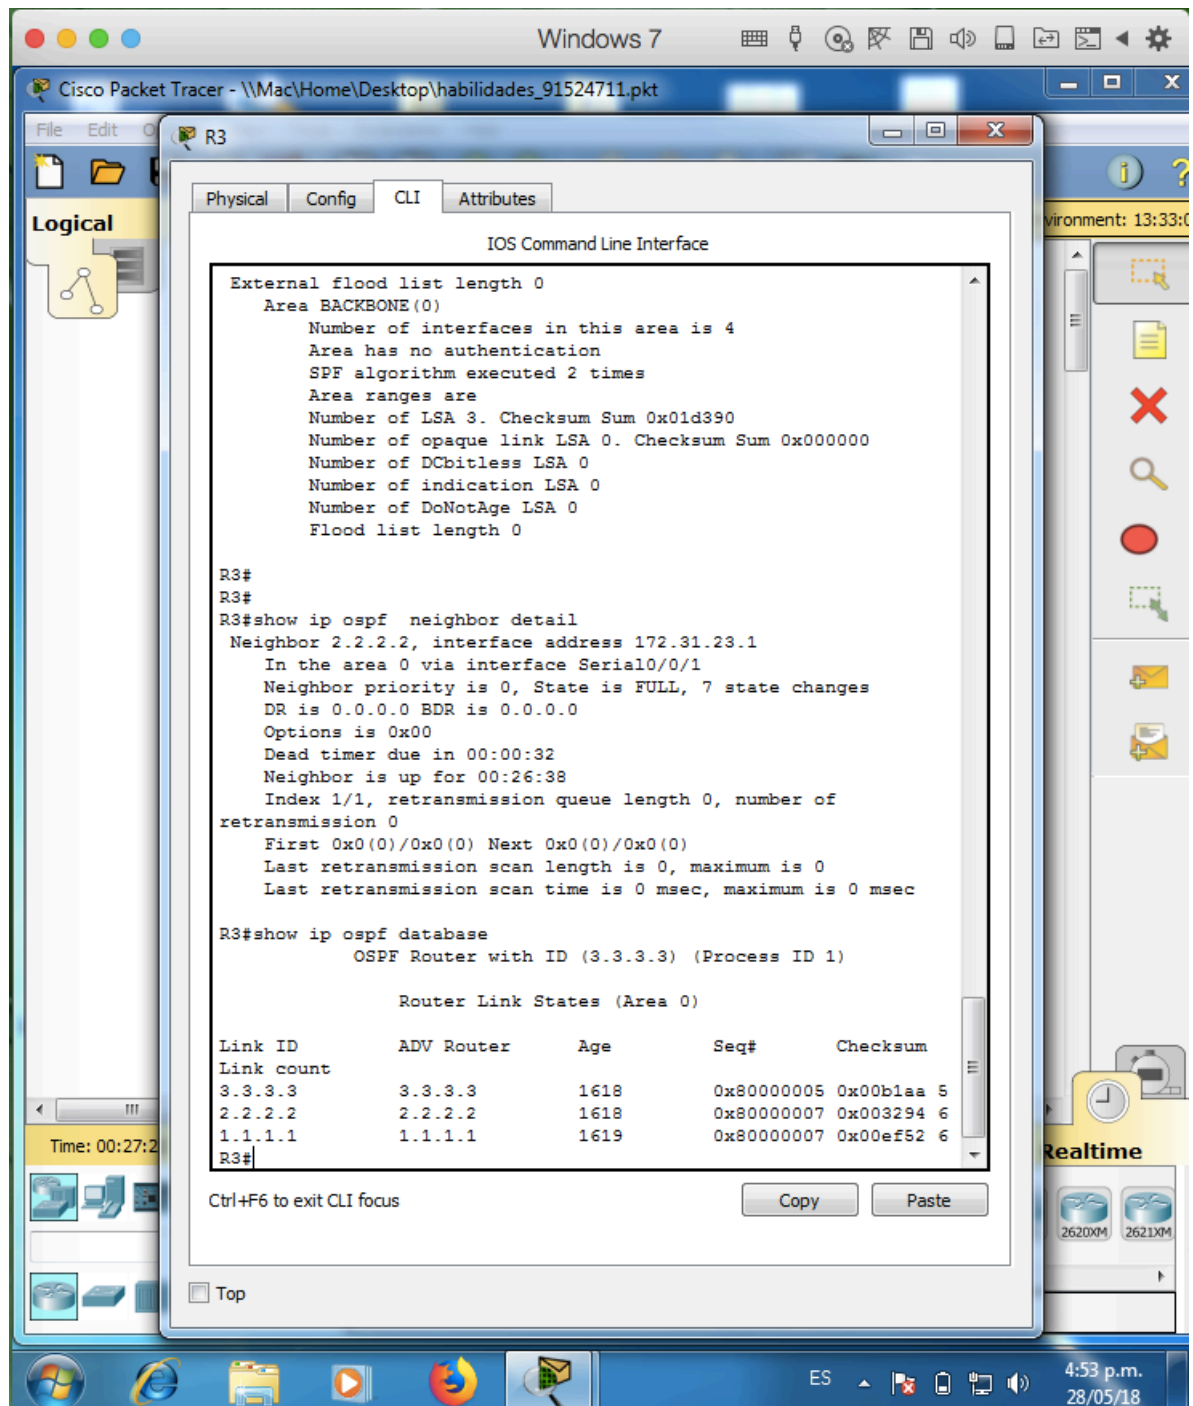 Windows 7
Cisco Packet Tracer - \\Mac\Home\Desktop\habilidades_91524711.pkt
File Edit
R3
Physical Config CLI Attributes
Logical
vironment: 13:33:0
IOS Command Line Interface
External flood list length 0
Area BACKBONE(0)
Number of interfaces in this area is 4
Area has no authentication
SPF algorithm executed 2 times
Area ranges are
Number of LSA 3. Checksum Sum 0x01d390
Number of opaque link LSA 0. Checksum Sum 0x000000
Number of DCbitless LSA 0
Number of indication LSA 0
Number of DoNotAge LSA 0
Flood list length 0
R3#
R3#
R3#show ip ospf  neighbor detail
Neighbor 2.2.2.2, interface address 172.31.23.1
In the area 0 via interface Serial0/0/1
Neighbor priority is 0, State is FULL, 7 state changes
DR is 0.0.0.0 BDR is 0.0.0.0
Options is 0x00
Dead timer due in 00:00:32
Neighbor is up for 00:26:38
Index 1/1, retransmission queue length 0, number of
retransmission 0
First 0x0(0)/0x0(0) Next 0x0(0)/0x0(0)
Last retransmission scan length is 0, maximum is 0
Last retransmission scan time is 0 msec, maximum is 0 msec
R3#show ip ospf database
OSPF Router with ID (3.3.3.3) (Process ID 1)
Router Link States (Area 0)
Link ID ADV Router Age Seq# Checksum
Link count
3.3.3.3 3.3.3.3 1618 0x80000005 0x00b1aa 5
2.2.2.2 2.2.2.2 1618 0x80000007 0x003294 6
1.1.1.1 1.1.1.1 1619 0x80000007 0x00ef52 6
R3#
Time: 00:27:2
Realtime
Ctrl+F6 to exit CLI focus Copy Paste
2620XM 2621XM
Top
ES 4:53 p.m.
28/05/18